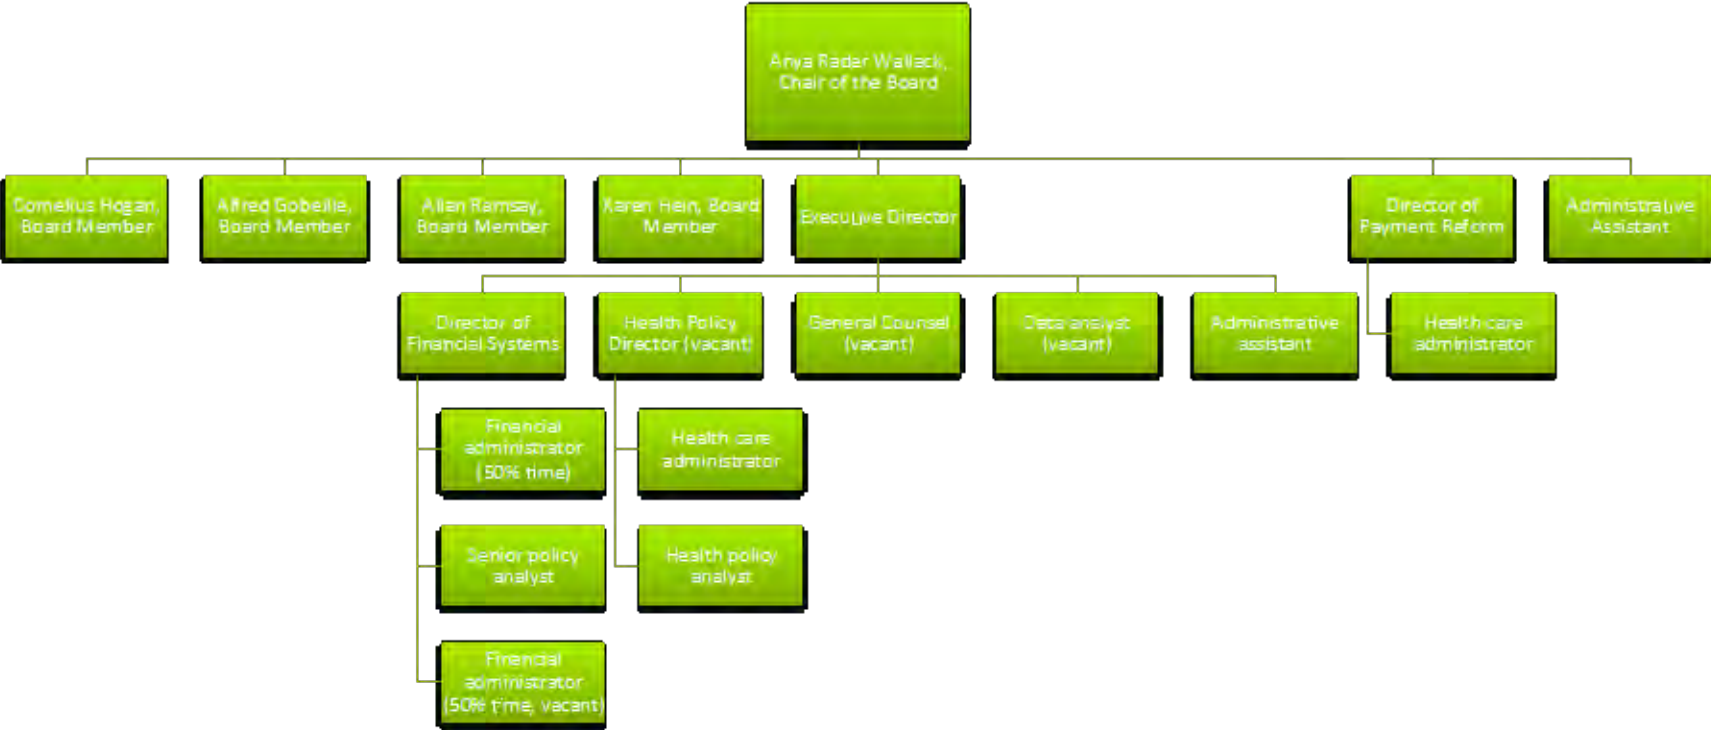 Anya Rader Wallack,
Chair of the Board
Cornelius Hogan,
Board Member
Alfred Gobeille,
Board Member
Allan Ramsay,
Board Member
Karen Hein, Board
Member
Executive Director
Director of
Payment Reform
Administrative
Assistant
Director of
Financial Systems
Health Policy
Director (vacant)
General Counsel
(vacant)
Data analyst
(vacant)
Administrative
assistant
Health care
administrator
Financial
administrator
(50% time)
Health care
administrator
Senior policy
analyst
Health policy
analyst
Financial
administrator
(50% time, vacant)